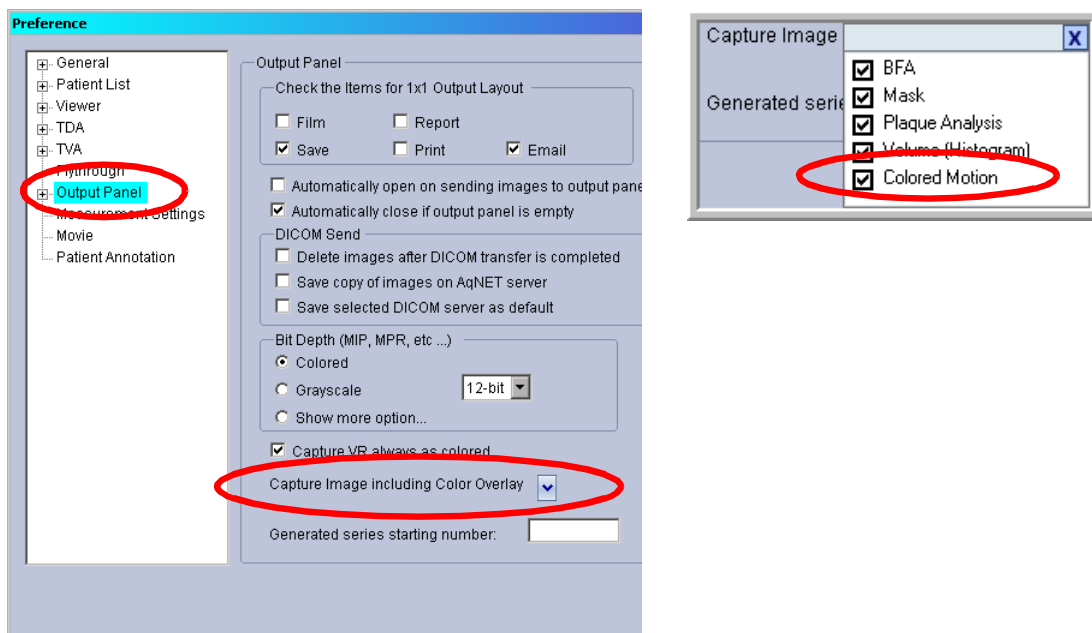 Preference
General
Patient List
Viewer
TDA
TVA
Flythrough
Output Panel
Measurement Settings
Movie
Patient Annotation
Output Panel
Check the Items for 1x1 Output Layout
Film Report
Save Print Email
Automatically open on sending images to output pane
Automatically close if output panel is empty
DICOM Send
Delete images after DICOM transfer is completed
Save copy of images on AqNET server
Save selected DICOM server as default
Bit Depth (MIP, MPR, etc ...)
Colored
Grayscale 12-bit
Show more option...
Capture VR always as colored
Capture Image including Color Overlay
Generated series starting number:
Capture Image X
BFA
Mask
Generated serie
Plaque Analysis
Volume (Histogram)
Colored Motion